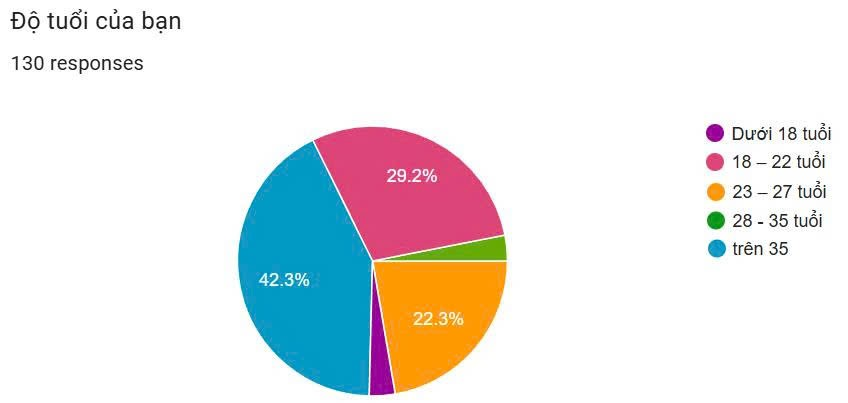 Độ tuổi của bạn
130 responses
29.2%
42.3%
22.3%
Dưới 18 tuổi
18 – 22 tuổi
23 – 27 tuổi
28 - 35 tuổi
trên 35